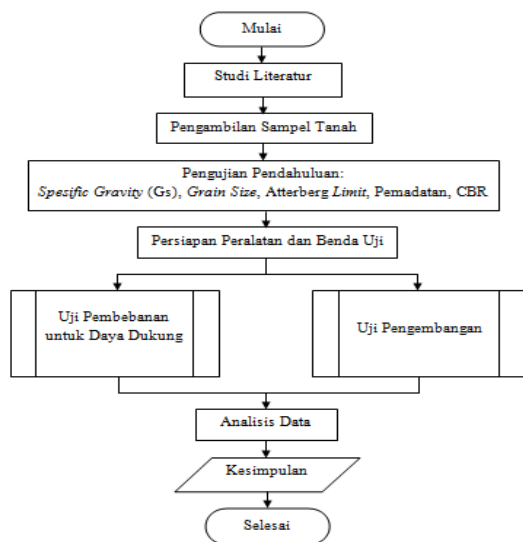 Mulai
Studi Literatur
Pengambilan Sampel Tanah
Pengujian Pendahuluan:
Spesific Gravity (Gs), Grain Size, Atterberg Limit, Pemadatan, CBR
Persiapan Peralatan dan Benda Uji
Uji Pembebanan
untuk Daya Dukung
Uji Pengembangan
Analisis Data
Kesimpulan
Selesai